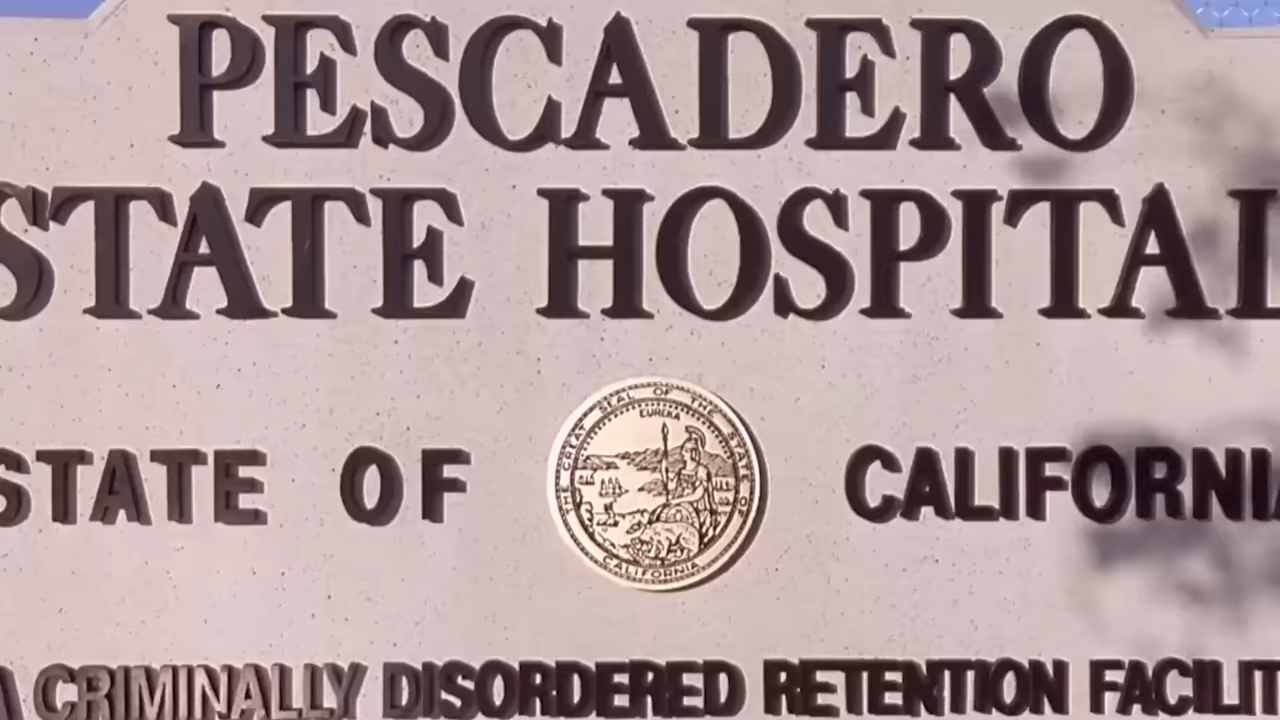 PESCADERO
STATE HOSPITAL
STATE OF CALIFORNIA
THE GREAT SEAL OF THE STATE OF CALIFORNIA
EUREKA
A CRIMINALLY DISORDERED RETENTION FACILIT